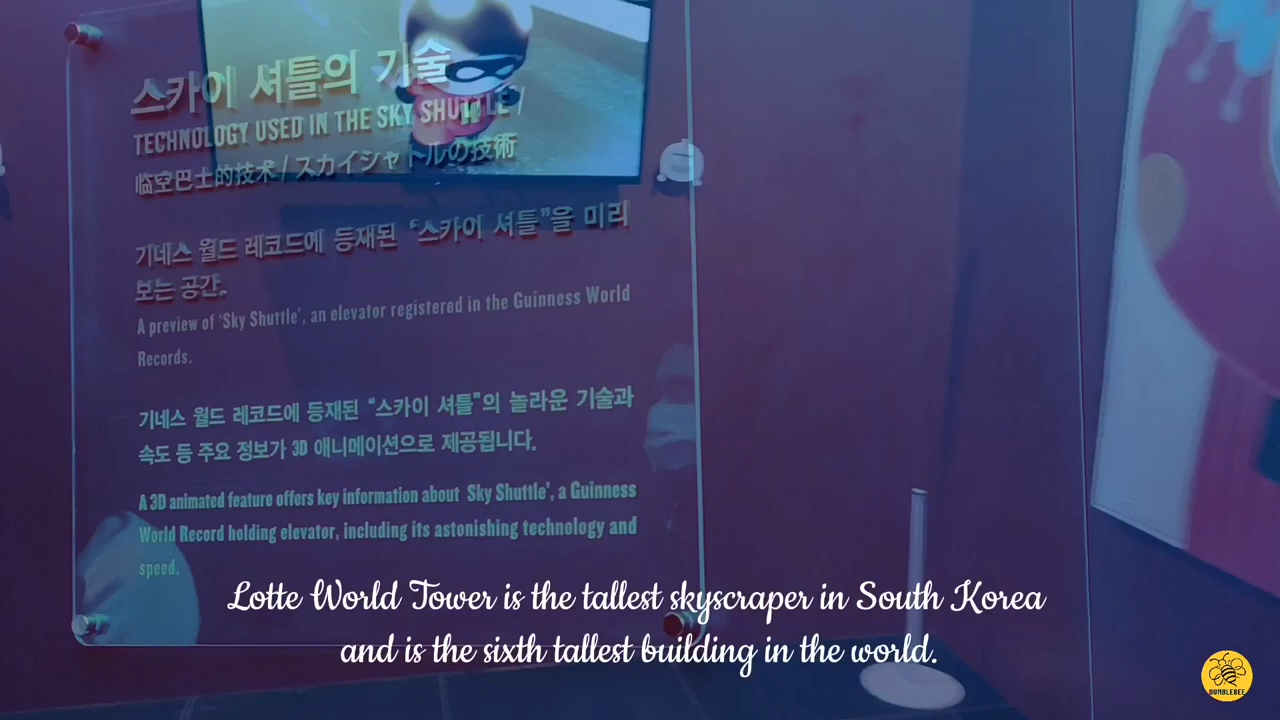 스카이 셔틀의 기술
TECHNOLOGY USED IN THE SKY SHUTTLE /
临空巴士的技术 / スカイシャトルの技術
기네스 월드 레코드에 등재된 “스카이 셔틀”을 미리
보는 공간.
A preview of ‘Sky Shuttle’, an elevator registered in the Guinness World
Records.
기네스 월드 레코드에 등재된 “스카이 셔틀”의 놀라운 기술과
속도 등 주요 정보가 3D 애니메이션으로 제공됩니다.
A 3D animated feature offers key information about Sky Shuttle’, a Guinness
World Record holding elevator, including its astonishing technology and
speed.
Lotte World Tower is the tallest skyscraper in South Korea
and is the sixth tallest building in the world.
BUMBLEBEE